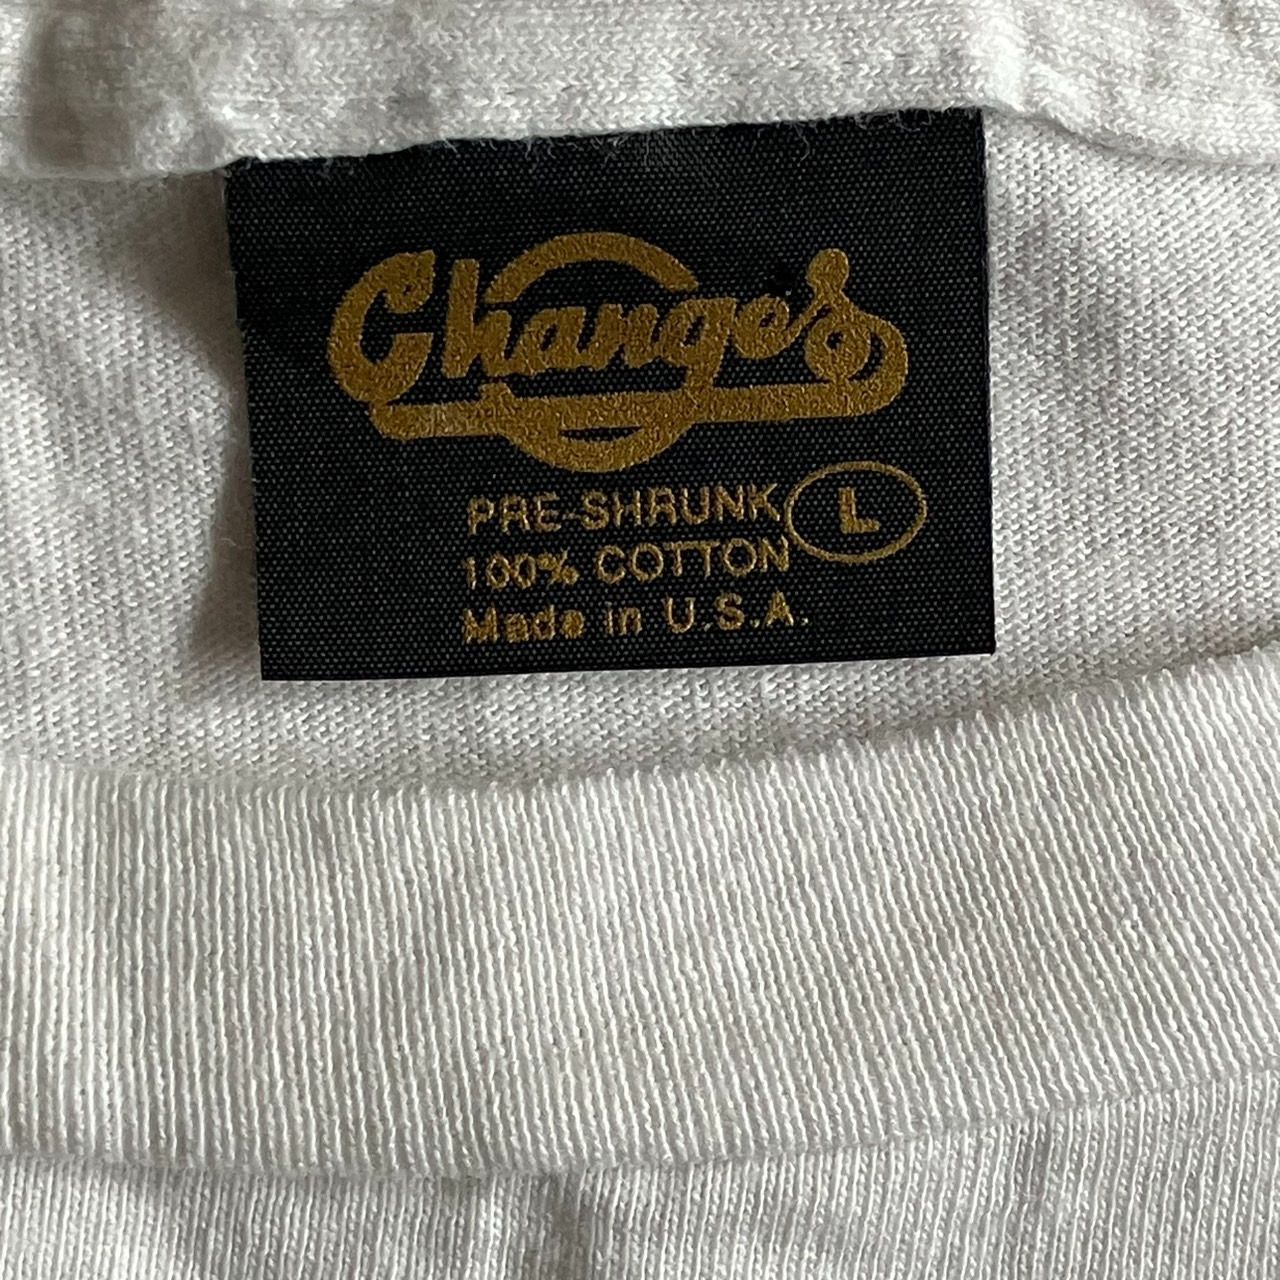 Changes
PRE-SHRUNK L
100% COTTON
Made in U.S.A.